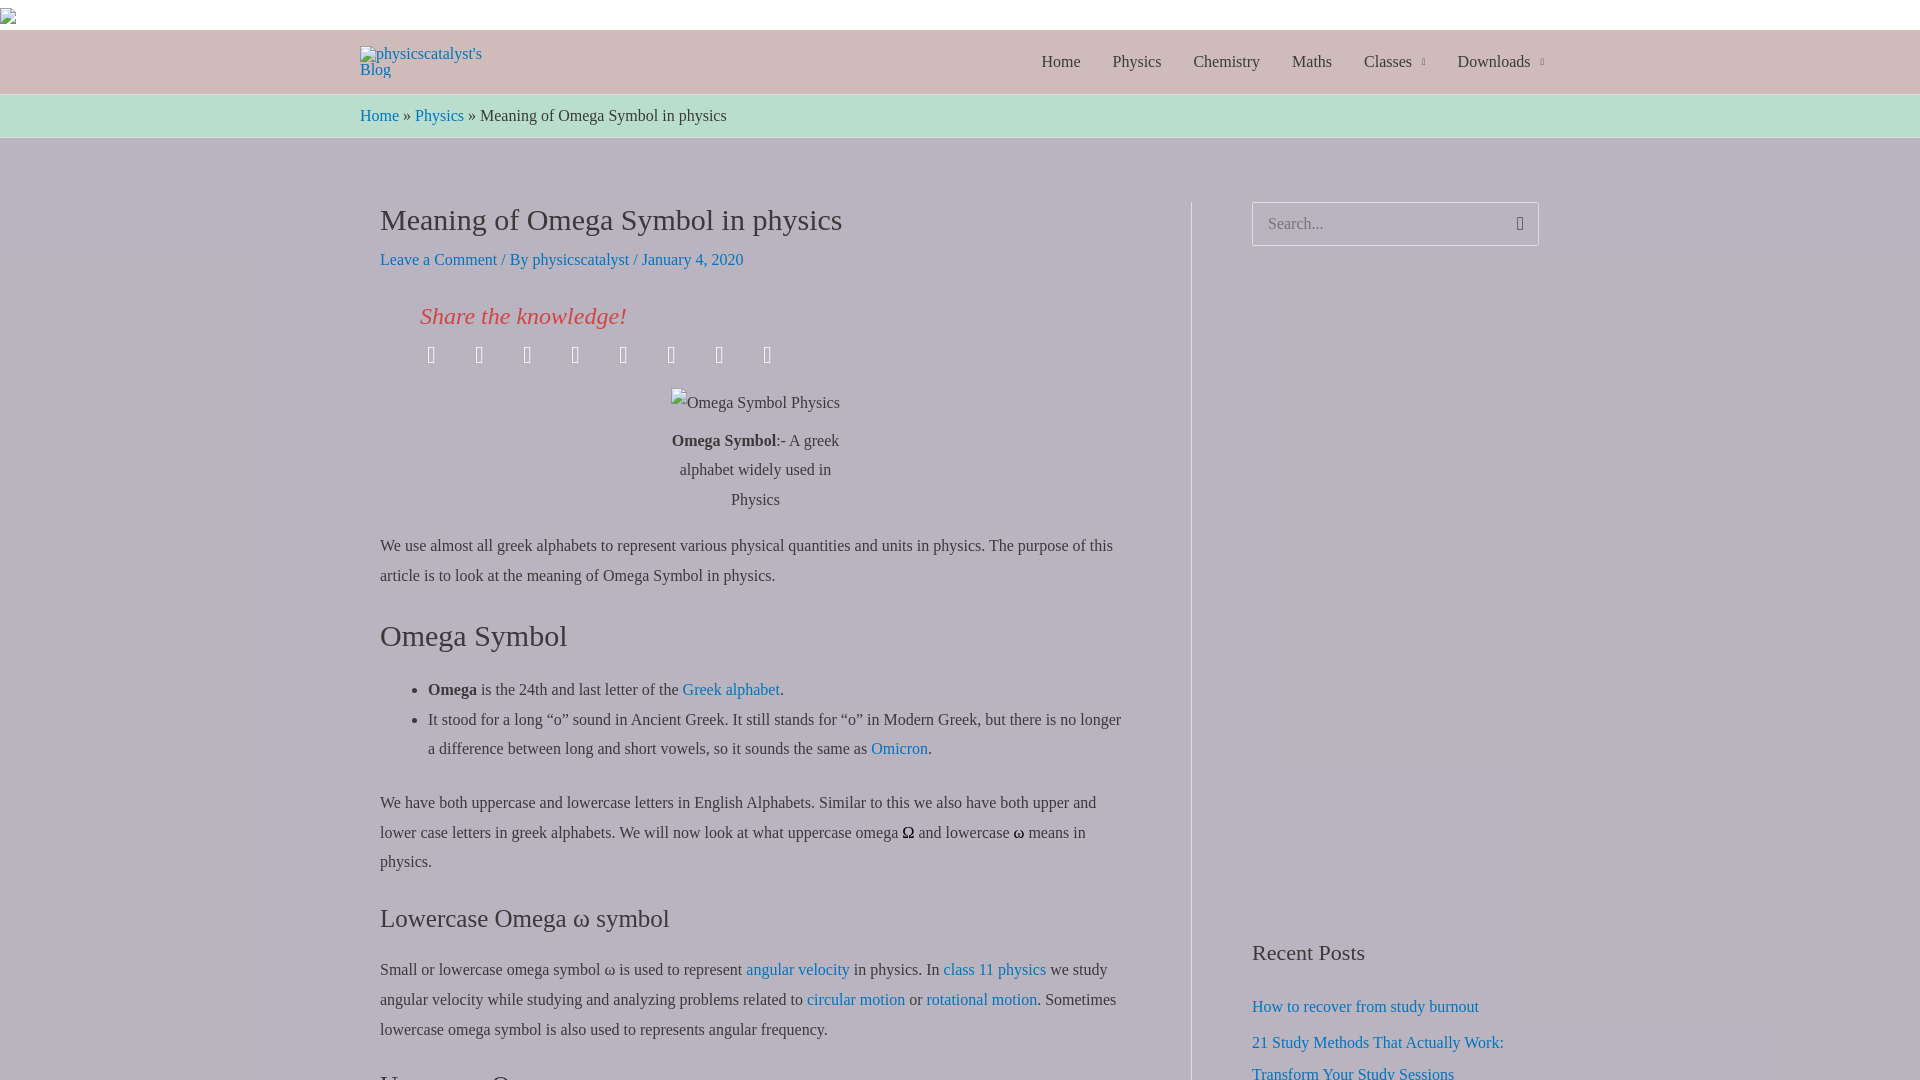 physicscatalyst's
Blog
Home
Physics
Chemistry
Maths
Classes
Downloads
Home » Physics » Meaning of Omega Symbol in physics
Meaning of Omega Symbol in physics
Leave a Comment / By physicscatalyst / January 4, 2020
Share the knowledge!
Omega Symbol Physics
Omega Symbol:- A greek
alphabet widely used in
Physics
We use almost all greek alphabets to represent various physical quantities and units in physics. The purpose of this
article is to look at the meaning of Omega Symbol in physics.
Omega Symbol
Omega is the 24th and last letter of the Greek alphabet.
It stood for a long “o” sound in Ancient Greek. It still stands for “o” in Modern Greek, but there is no longer
a difference between long and short vowels, so it sounds the same as Omicron.
We have both uppercase and lowercase letters in English Alphabets. Similar to this we also have both upper and
lower case letters in greek alphabets. We will now look at what uppercase omega Ω and lowercase ω means in
physics.
Lowercase Omega ω symbol
Small or lowercase omega symbol ω is used to represent angular velocity in physics. In class 11 physics we study
angular velocity while studying and analyzing problems related to circular motion or rotational motion. Sometimes
lowercase omega symbol is also used to represents angular frequency.
Search...
Recent Posts
How to recover from study burnout
21 Study Methods That Actually Work:
Transform Your Study Sessions